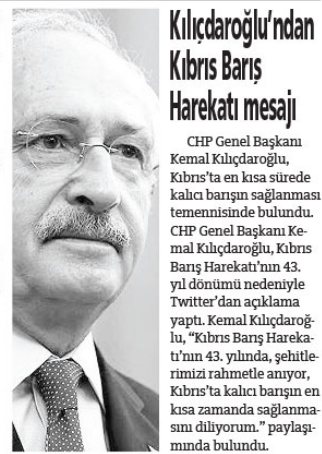 Kılıçdaroğlu'ndan
Kıbrıs Barış
Harekatı mesajı
CHP Genel Başkanı
Kemal Kılıçdaroğlu,
Kıbrıs'ta en kısa sürede
kalıcı barışın sağlanması
temennisinde bulundu.
CHP Genel Başkanı Ke-
mal Kılıçdaroğlu, Kıbrıs
Barış Harekatı'nın 43.
yıl dönümü nedeniyle
Twitter'dan açıklama
yaptı. Kemal Kılıçdaroğ-
lu, “Kıbrıs Barış Hareka-
tı'nın 43. yılında, şehitle-
rimizi rahmetle anıyor,
Kıbrıs'ta kalıcı barışın en
kısa zamanda sağlanma-
sını diliyorum.” paylaşı-
mında bulundu.